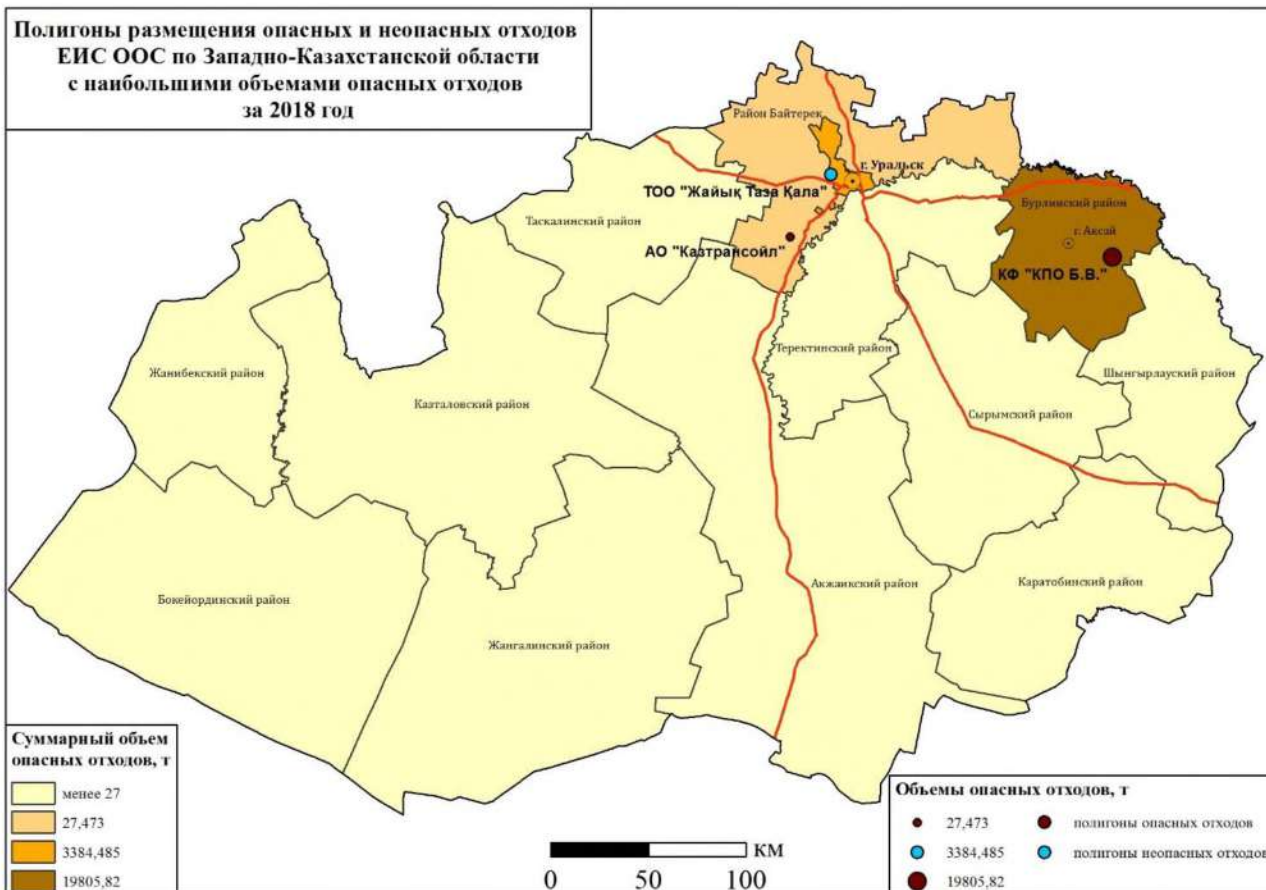 Полигоны размещения опасных и неопасных отходов
ЕИС ООС по Западно-Казахстанской области
с наибольшими объемами опасных отходов
за 2018 год
Район Байтерек
г. Уральск
ТОО "Жайық Таза Қала"
Бурлинский район
Таскалинский район
г. Аксай
АО "Казтрансойл"
КФ "КПО Б.В."
Теректинский район
Жанибекский район
Шынгырлауский район
Казталовский район
Сырымский район
Акжаикский район
Каратобинский район
Бокейординский район
Жангалинский район
Суммарный объем
опасных отходов, т
менее 27
27,473
3384,485
19805,82
КМ
0 50 100
Объемы опасных отходов, т
27,473 полигоны опасных отходов
3384,485 полигоны неопасных отходов
19805,82